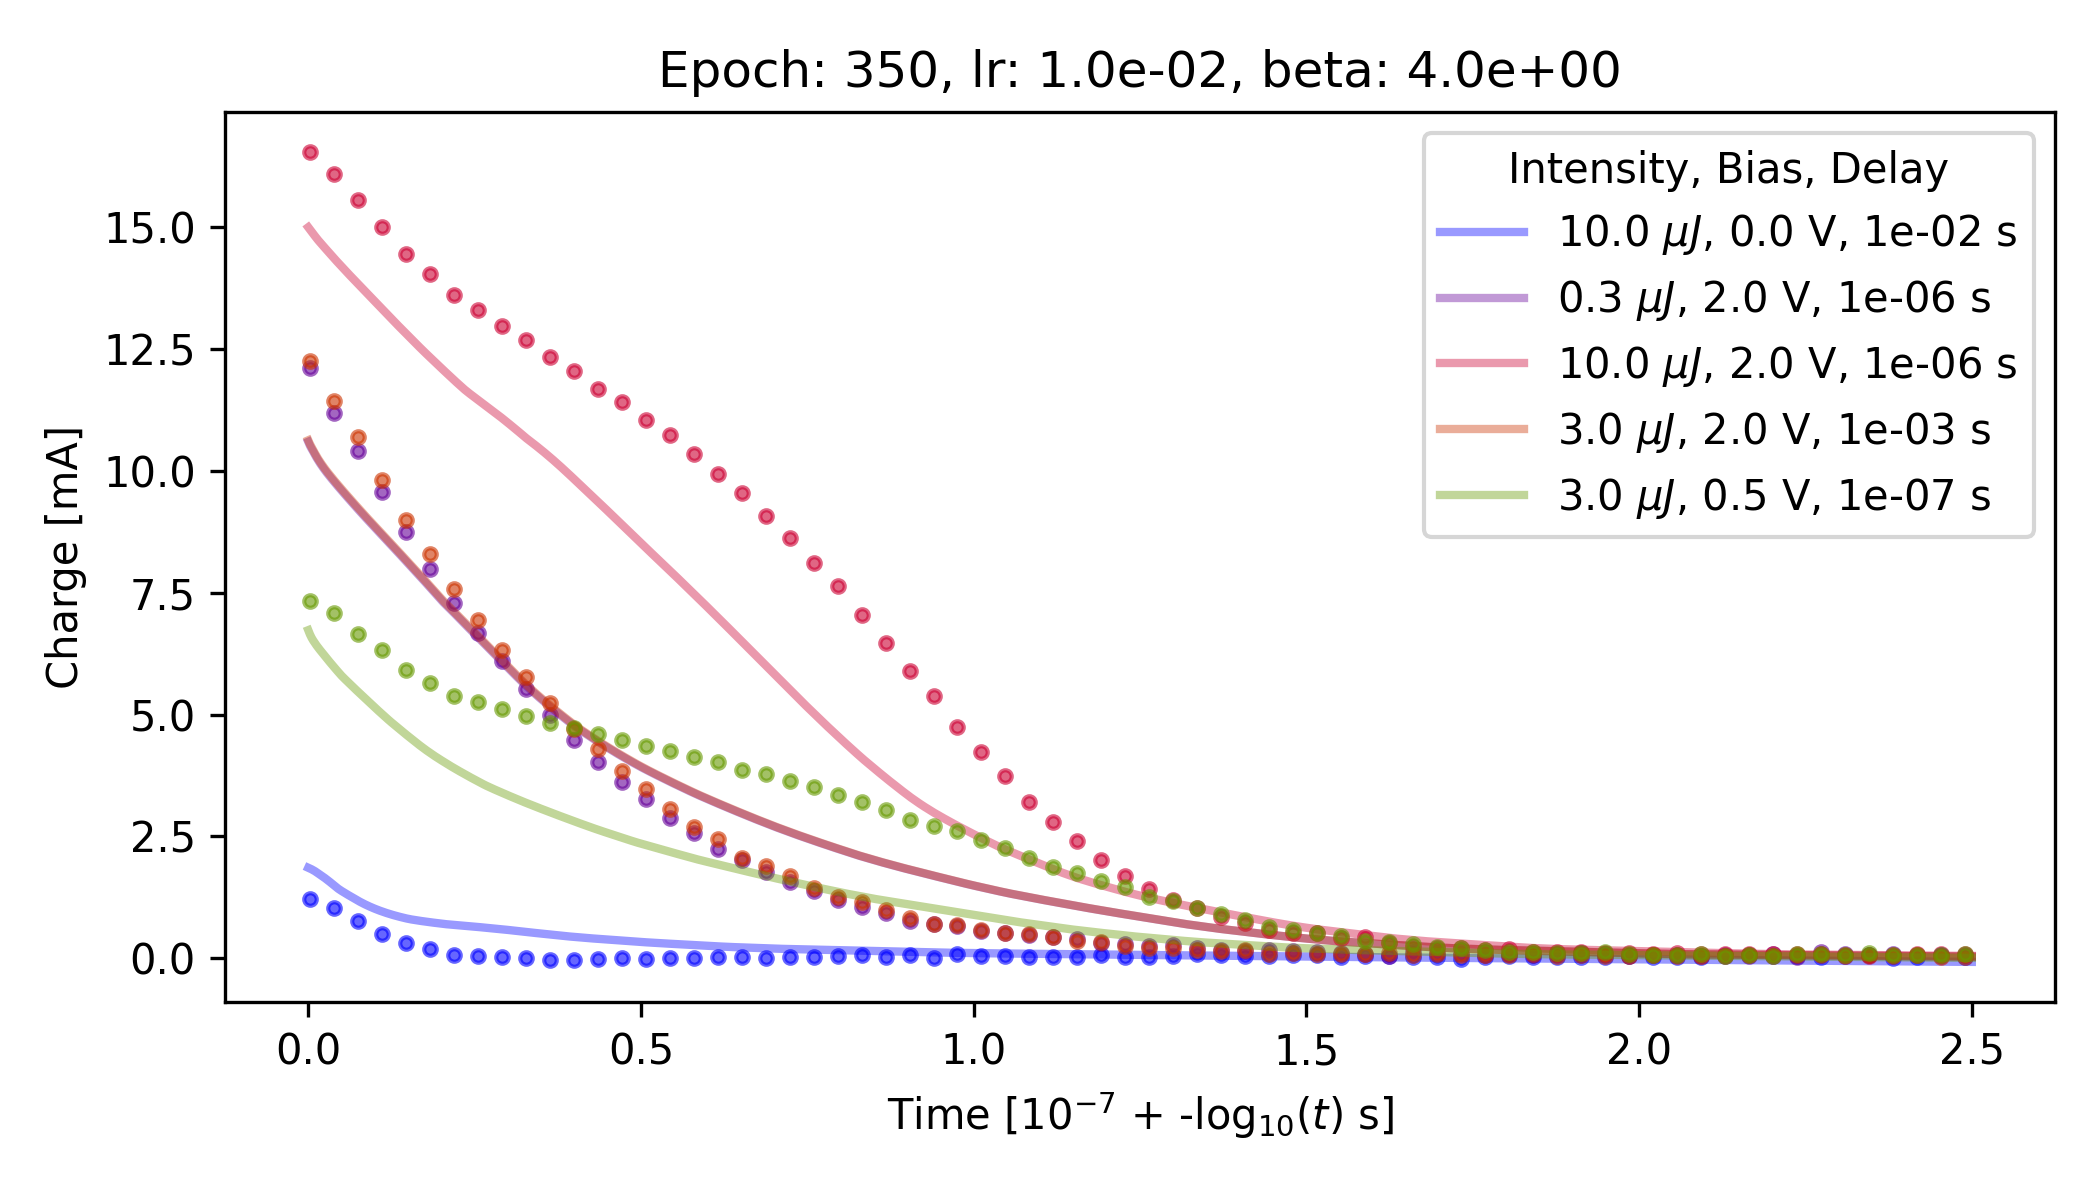 Epoch: 350, lr: 1.0e-02, beta: 4.0e+00
Charge [mA]
15.0
12.5
10.0
7.5
5.0
2.5
0.0
Intensity, Bias, Delay
10.0 μJ, 0.0 V, 1e-02 s
0.3 μJ, 2.0 V, 1e-06 s
10.0 μJ, 2.0 V, 1e-06 s
3.0 μJ, 2.0 V, 1e-03 s
3.0 μJ, 0.5 V, 1e-07 s
0.0 0.5 1.0 1.5 2.0 2.5
Time [10⁻⁷ + -log₁₀(t) s]